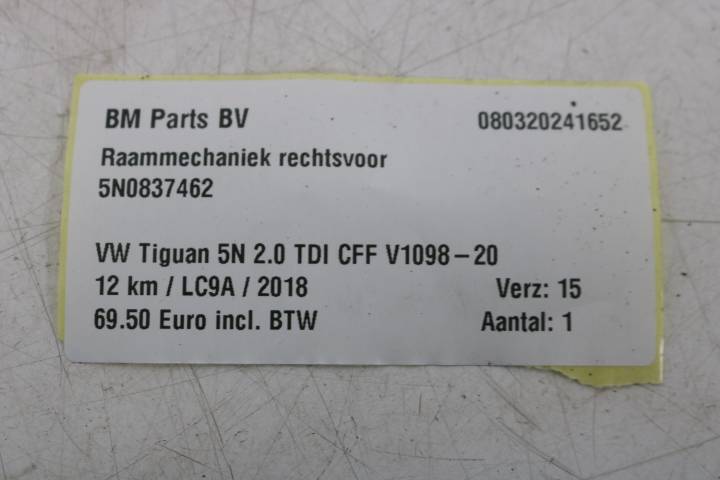 BM Parts BV 080320241652
Raammechaniek rechtsvoor
5N0837462
VW Tiguan 5N 2.0 TDI CFF V1098-20
12 km / LC9A / 2018 Verz: 15
69.50 Euro incl. BTW Aantal: 1